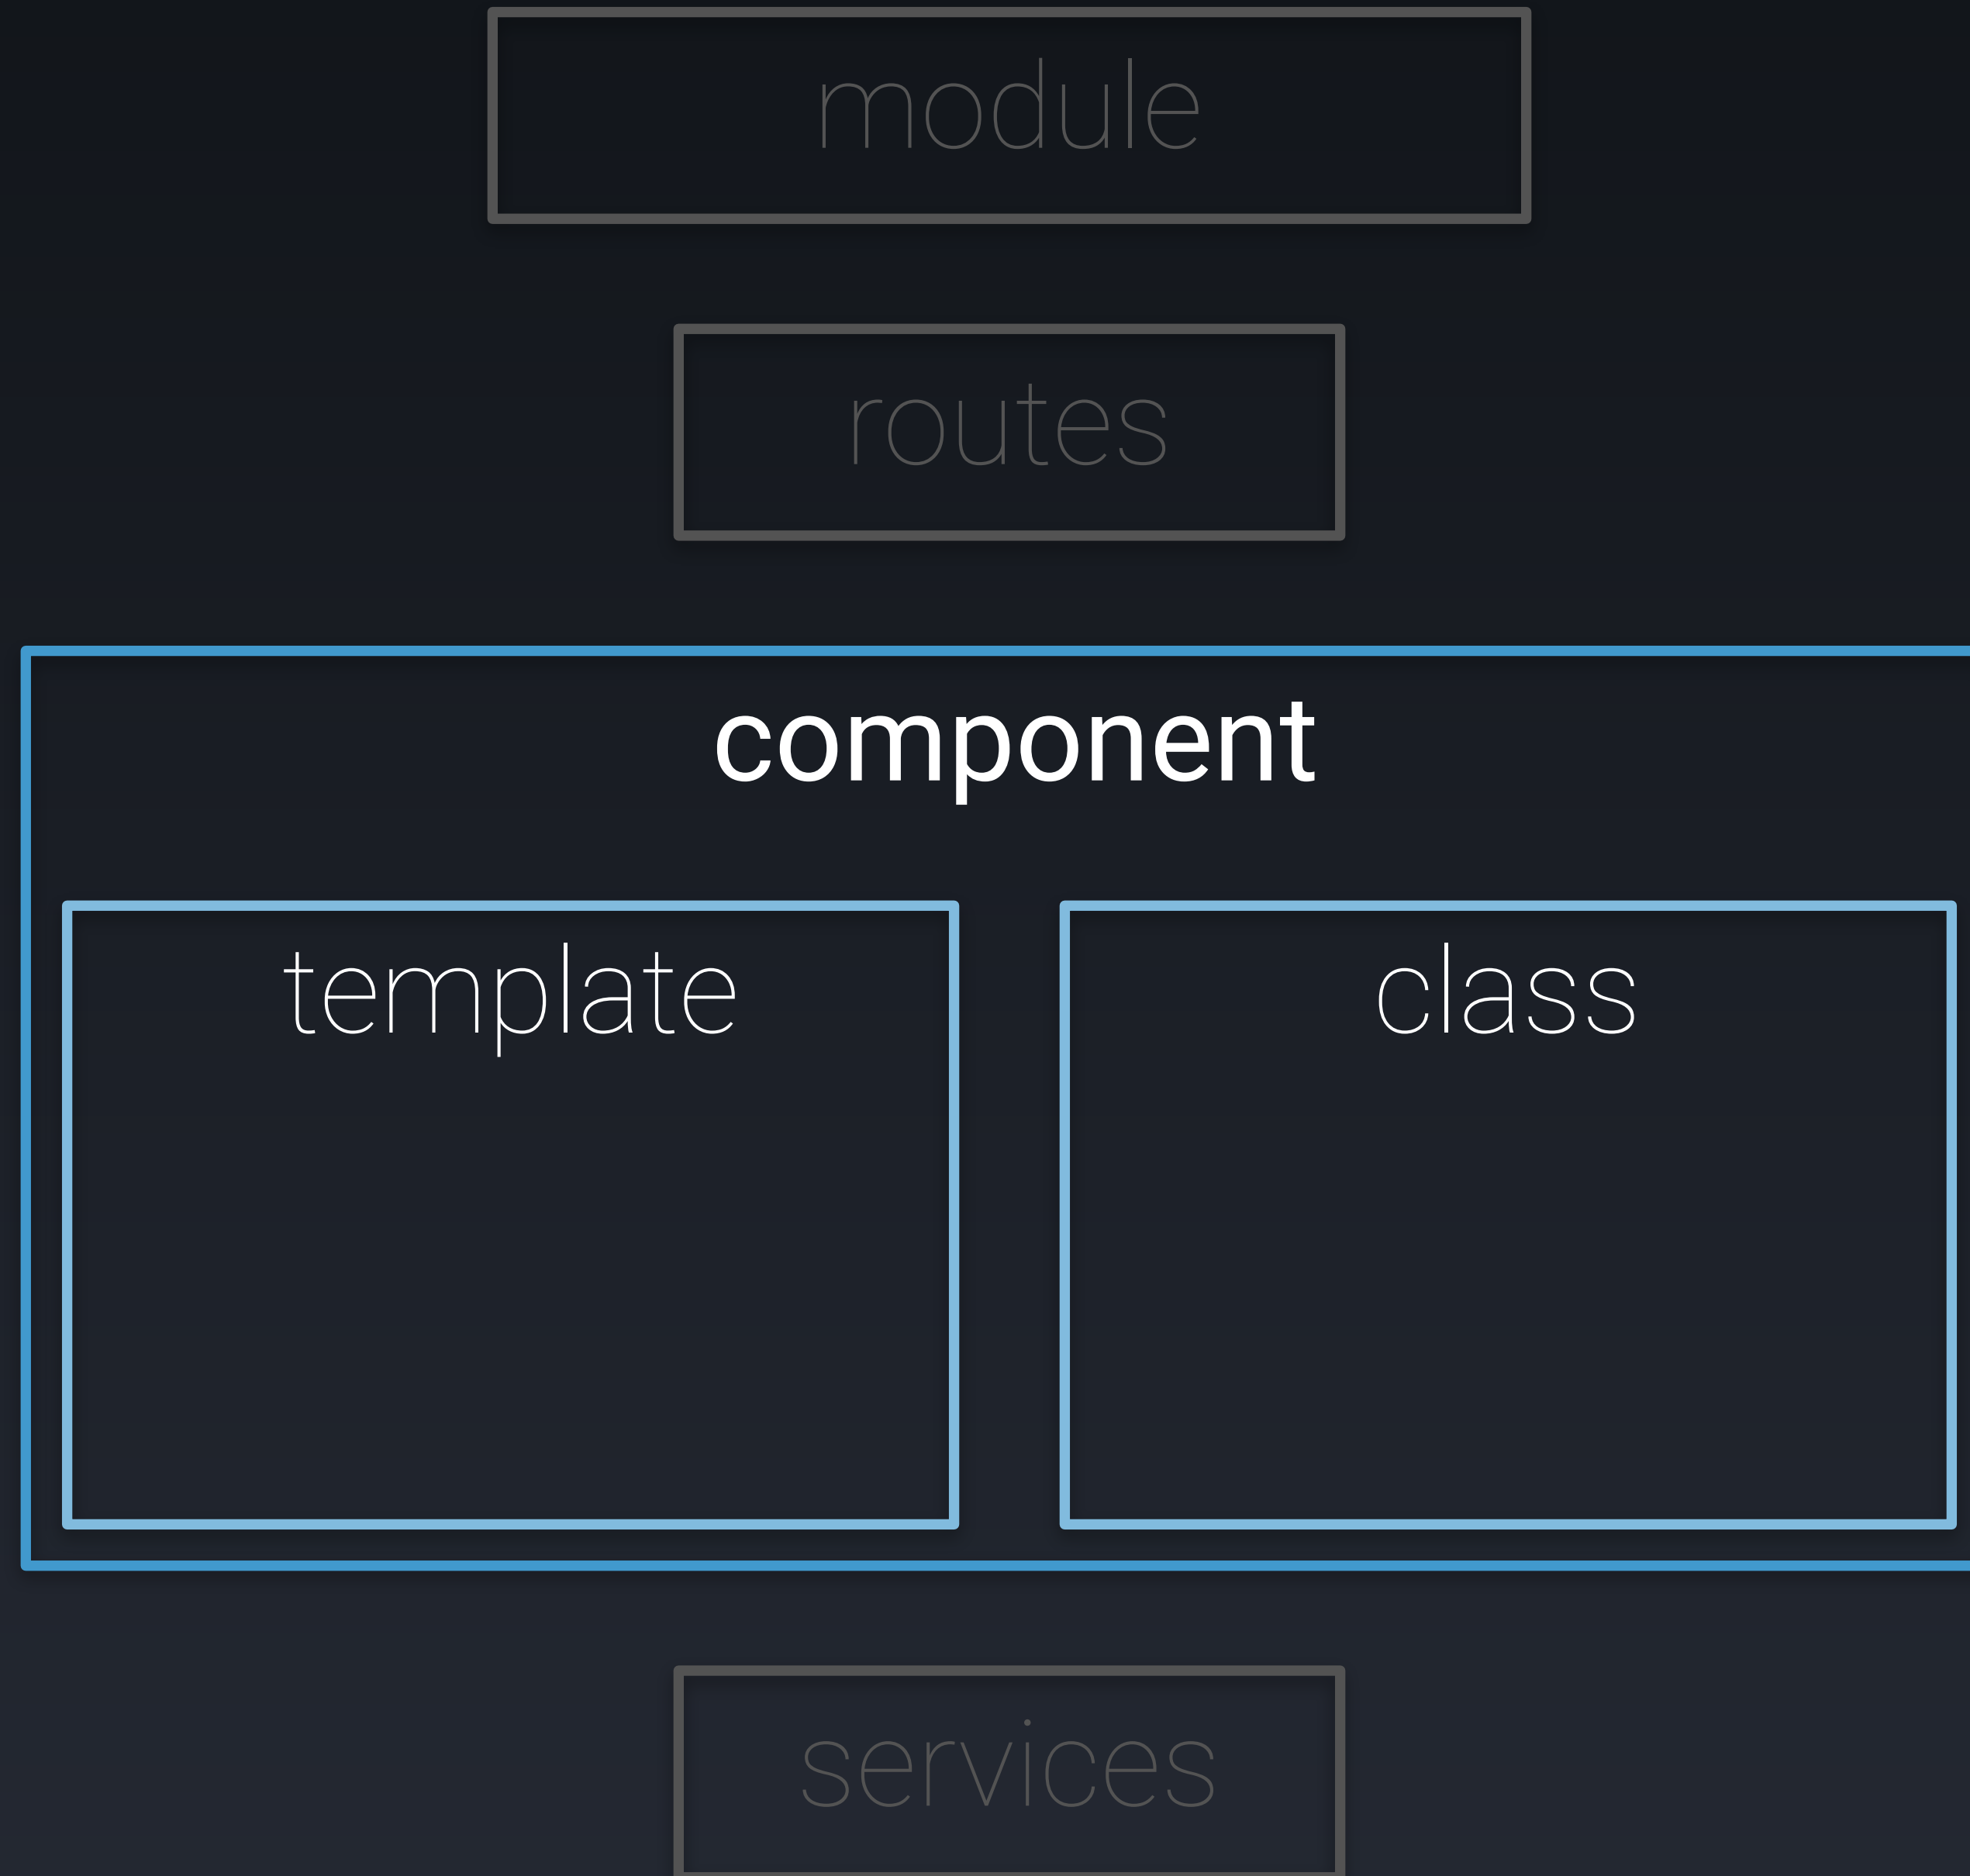 module
routes
component
template
class
services